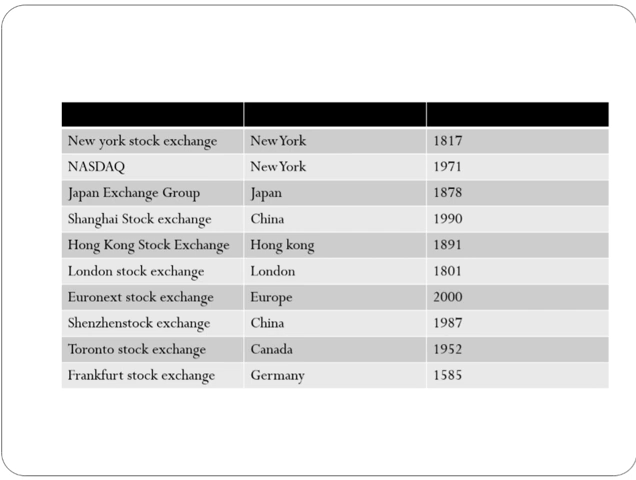 New york stock exchange New York 1817
NASDAQ New York 1971
Japan Exchange Group Japan 1878
Shanghai Stock exchange China 1990
Hong Kong Stock Exchange Hong kong 1891
London stock exchange London 1801
Euronext stock exchange Europe 2000
Shenzhenstock exchange China 1987
Toronto stock exchange Canada 1952
Frankfurt stock exchange Germany 1585